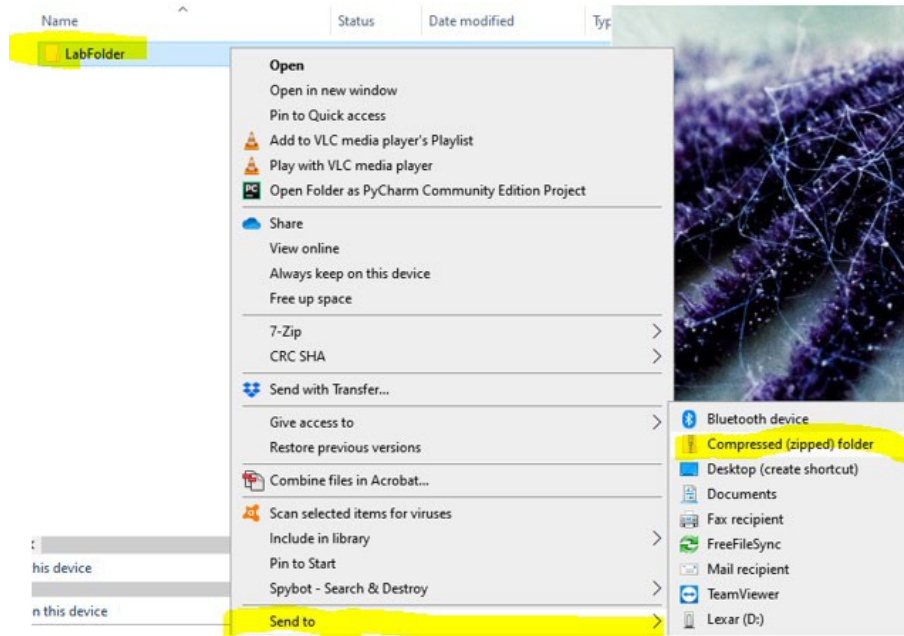 Name Status Date modified Typ
LabFolder
Open
Open in new window
Pin to Quick access
Add to VLC media player's Playlist
Play with VLC media player
PC Open Folder as PyCharm Community Edition Project
Share
View online
Always keep on this device
Free up space
7-Zip
CRC SHA
Send with Transfer...
Give access to
Restore previous versions
Combine files in Acrobat...
Scan selected items for viruses
Include in library
Pin to Start
Spybot - Search & Destroy
Send to
his device
n this device
Bluetooth device
Compressed (zipped) folder
Desktop (create shortcut)
Documents
Fax recipient
FreeFileSync
Mail recipient
TeamViewer
Lexar (D:)